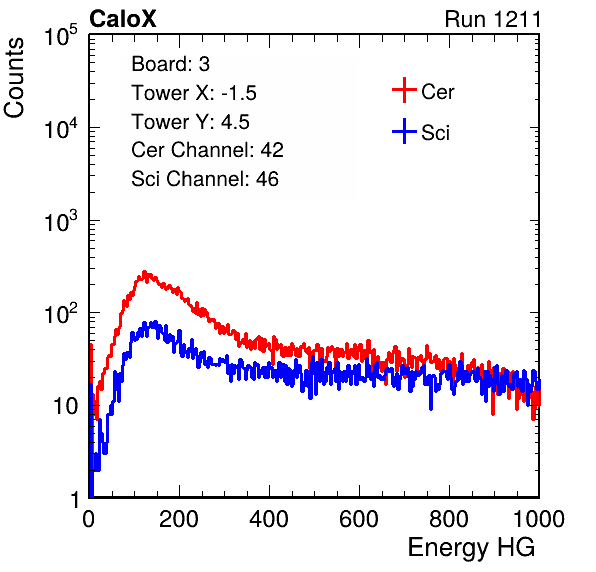 CaloX Run 1211
Counts
10^5
10^4
10^3
10^2
10
1
Board: 3
Tower X: -1.5
Tower Y: 4.5
Cer Channel: 42
Sci Channel: 46
Cer
Sci
0 200 400 600 800 1000
Energy HG